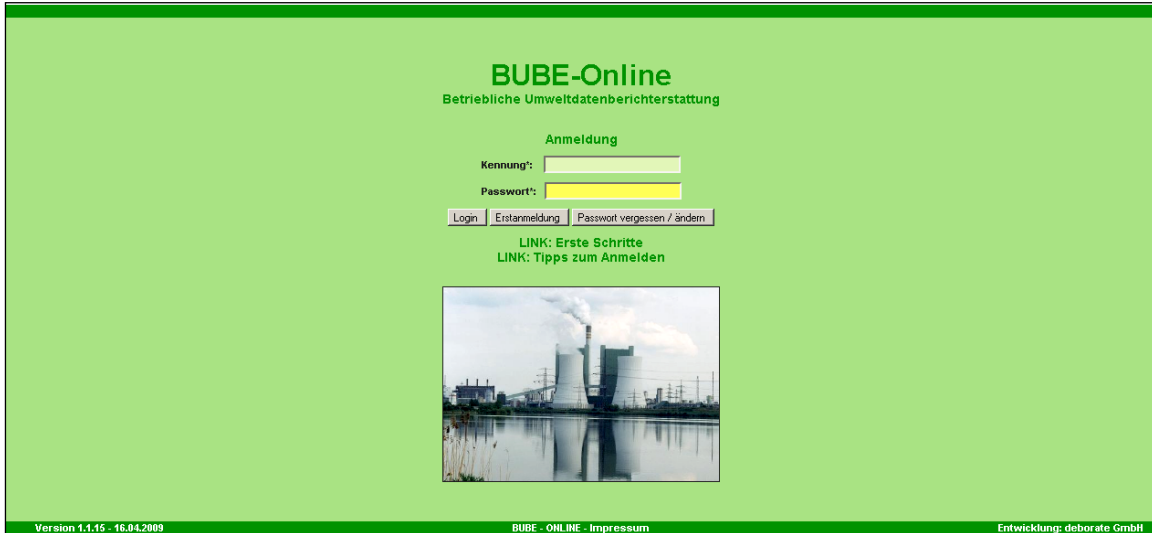 BUBE-Online
Betriebliche Umweltdatenberichterstattung
Anmeldung
Kennung*:
Passwort*:
Login Erstanmeldung Passwort vergessen / ändern
LINK: Erste Schritte
LINK: Tipps zum Anmelden
Version 1.1.15 - 16.04.2009 BUBE - ONLINE - Impressum Entwicklung: deborate GmbH